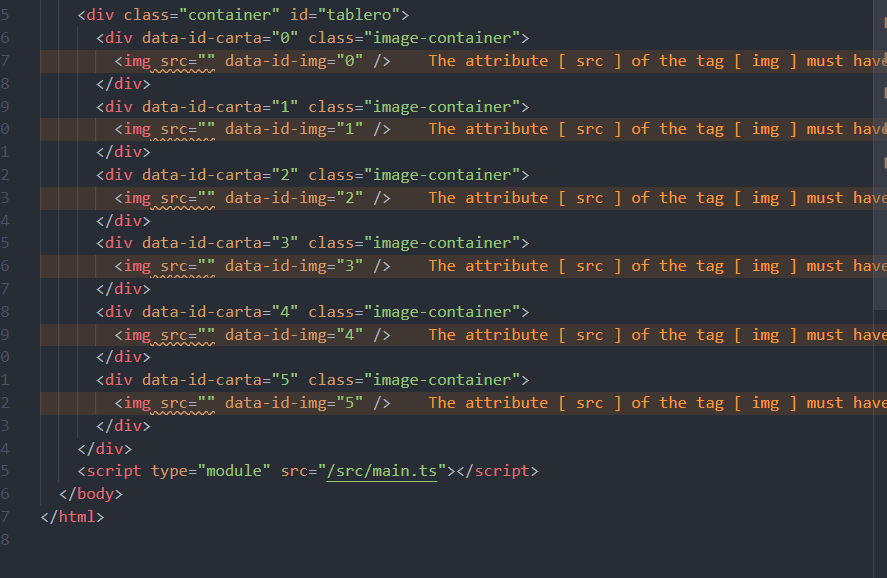 5 <div class="container" id="tablero">
6 <div data-id-carta="0" class="image-container">
7 <img src="" data-id-img="0" /> The attribute [ src ] of the tag [ img ] must have
8 </div>
9 <div data-id-carta="1" class="image-container">
0 <img src="" data-id-img="1" /> The attribute [ src ] of the tag [ img ] must have
1 </div>
2 <div data-id-carta="2" class="image-container">
3 <img src="" data-id-img="2" /> The attribute [ src ] of the tag [ img ] must have
4 </div>
5 <div data-id-carta="3" class="image-container">
6 <img src="" data-id-img="3" /> The attribute [ src ] of the tag [ img ] must have
7 </div>
8 <div data-id-carta="4" class="image-container">
9 <img src="" data-id-img="4" /> The attribute [ src ] of the tag [ img ] must have
0 </div>
1 <div data-id-carta="5" class="image-container">
2 <img src="" data-id-img="5" /> The attribute [ src ] of the tag [ img ] must have
3 </div>
4 </div>
5 <script type="module" src="/src/main.ts"></script>
6 </body>
7 </html>
8